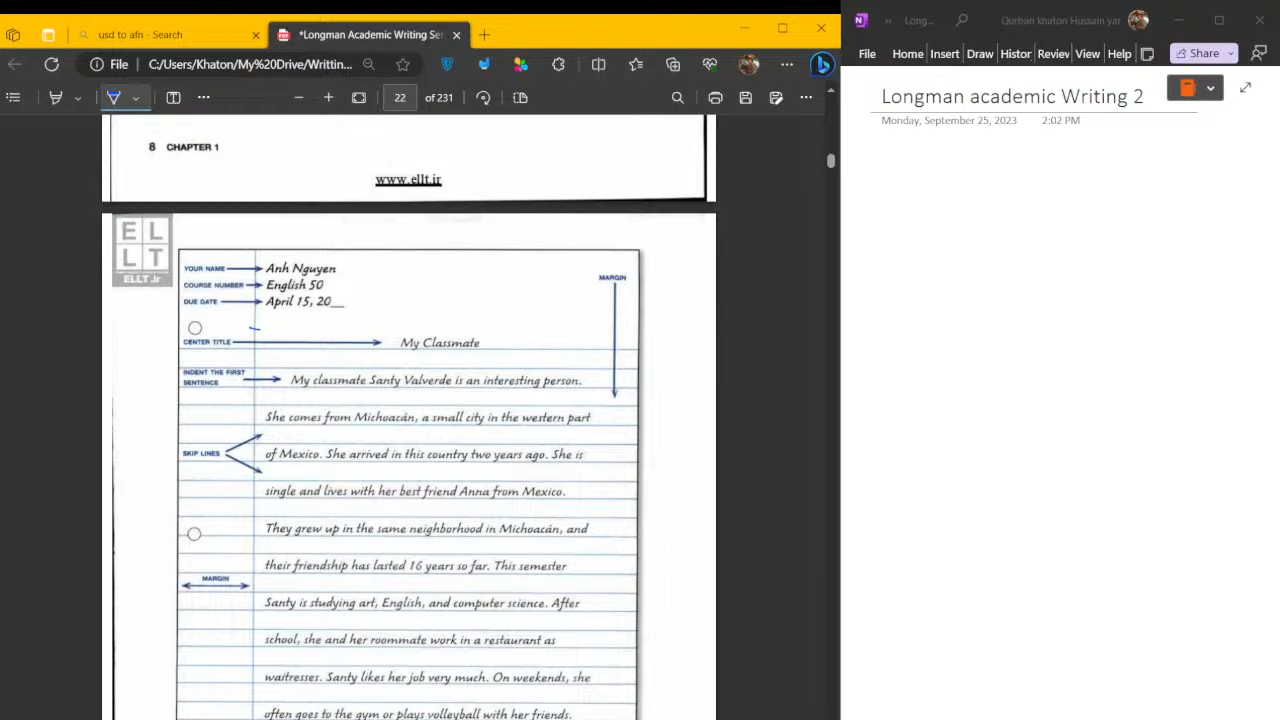 usd to afn - Search
*Longman Academic Writing Ser
File
C:/Users/Khaton/My%20Drive/Writtin...
22
of 231
8 CHAPTER 1
www.ellt.ir
E L
L T
ELLT.ir
YOUR NAME
Anh Nguyen
COURSE NUMBER
English 50
DUE DATE
April 15, 20__
MARGIN
CENTER TITLE
My Classmate
INDENT THE FIRST
SENTENCE
My classmate Santy Valverde is an interesting person.
She comes from Michoacán, a small city in the western part
SKIP LINES
of Mexico. She arrived in this country two years ago. She is
single and lives with her best friend Anna from Mexico.
They grew up in the same neighborhood in Michoacán, and
their friendship has lasted 16 years so far. This semester
MARGIN
Santy is studying art, English, and computer science. After
school, she and her roommate work in a restaurant as
waitresses. Santy likes her job very much. On weekends, she
often goes to the gym or plays volleyball with her friends.
Long...
Qurban khaton Hussain yar
File Home Insert Draw Histor Review View Help
Share
Longman academic Writing 2
Monday, September 25, 2023 2:02 PM